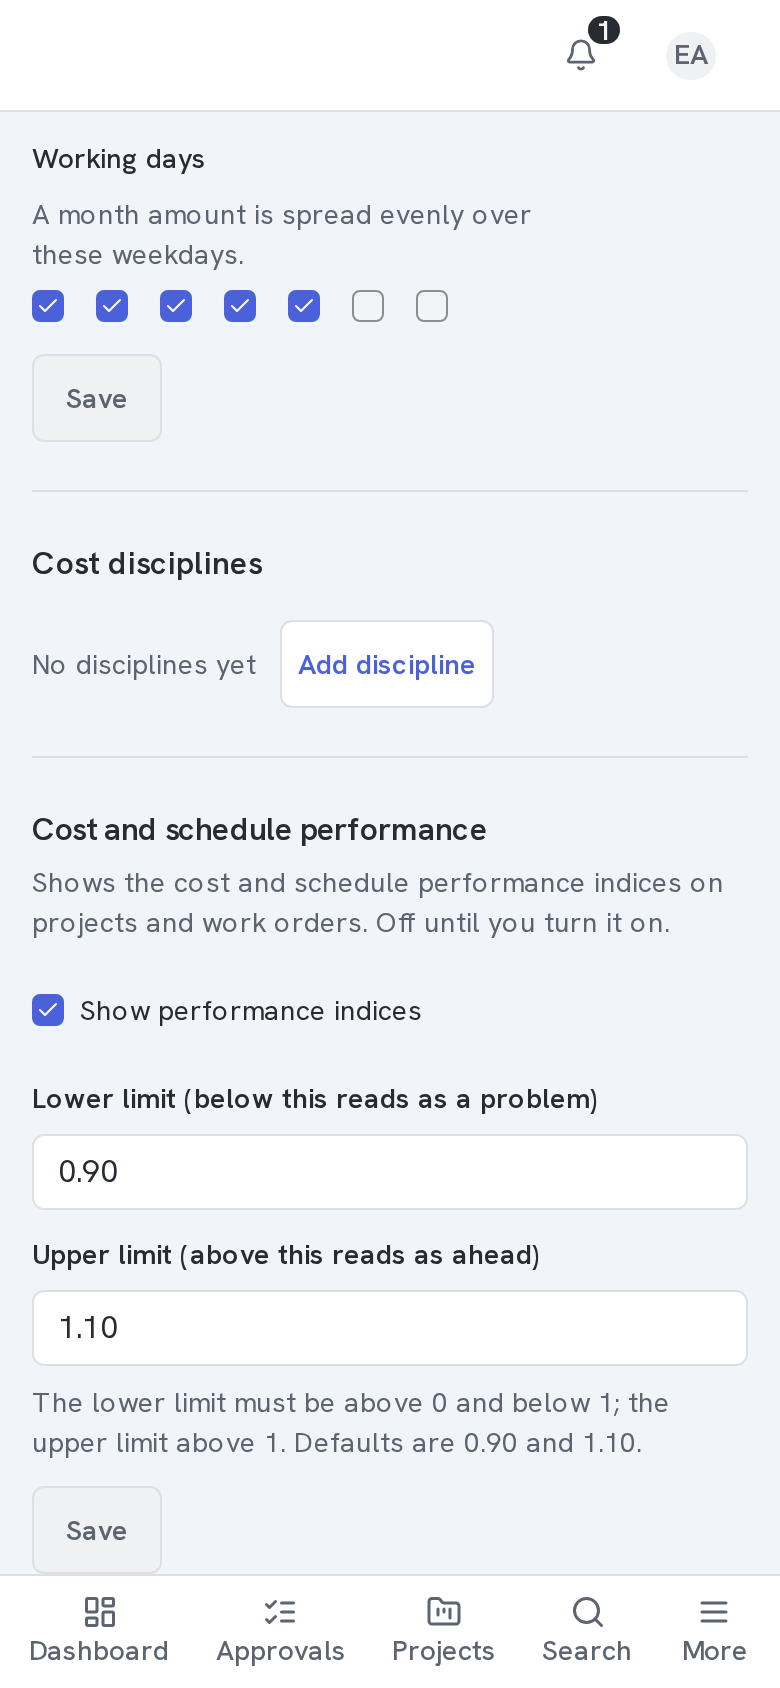 1
EA
Working days
A month amount is spread evenly over
these weekdays.
Save
Cost disciplines
No disciplines yet
Add discipline
Cost and schedule performance
Shows the cost and schedule performance indices on
projects and work orders. Off until you turn it on.
Show performance indices
Lower limit (below this reads as a problem)
0.90
Upper limit (above this reads as ahead)
1.10
The lower limit must be above 0 and below 1; the
upper limit above 1. Defaults are 0.90 and 1.10.
Save
Dashboard
Approvals
Projects
Search
More